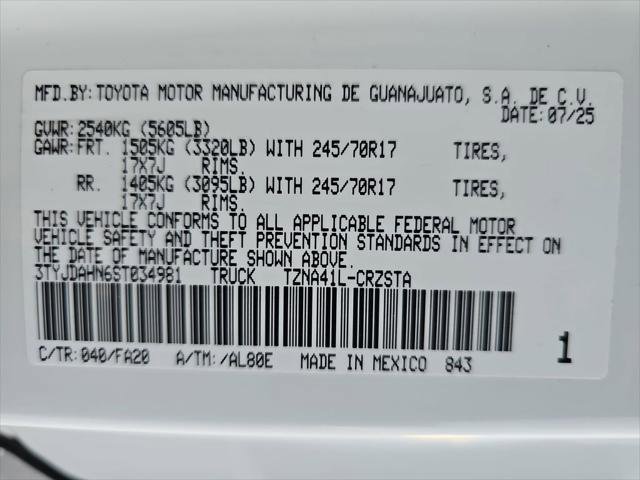 MFD.BY:TOYOTA MOTOR MANUFACTURING DE GUANAJUATO, S.A. DE C.V.
DATE:07/25
GVWR:2540KG (5605LB)
GAWR:FRT. 1505KG (3320LB) WITH 245/70R17 TIRES,
17X7J RIMS.
RR. 1405KG (3095LB) WITH 245/70R17 TIRES,
17X7J RIMS.
THIS VEHICLE CONFORMS TO ALL APPLICABLE FEDERAL MOTOR
VEHICLE SAFETY AND THEFT PREVENTION STANDARDS IN EFFECT ON
THE DATE OF MANUFACTURE SHOWN ABOVE.
3TYJDAHN6ST034981 TRUCK TZNA41L-CRZSTA
C/TR:040/FA20 A/TM:/AL80E MADE IN MEXICO 843 1